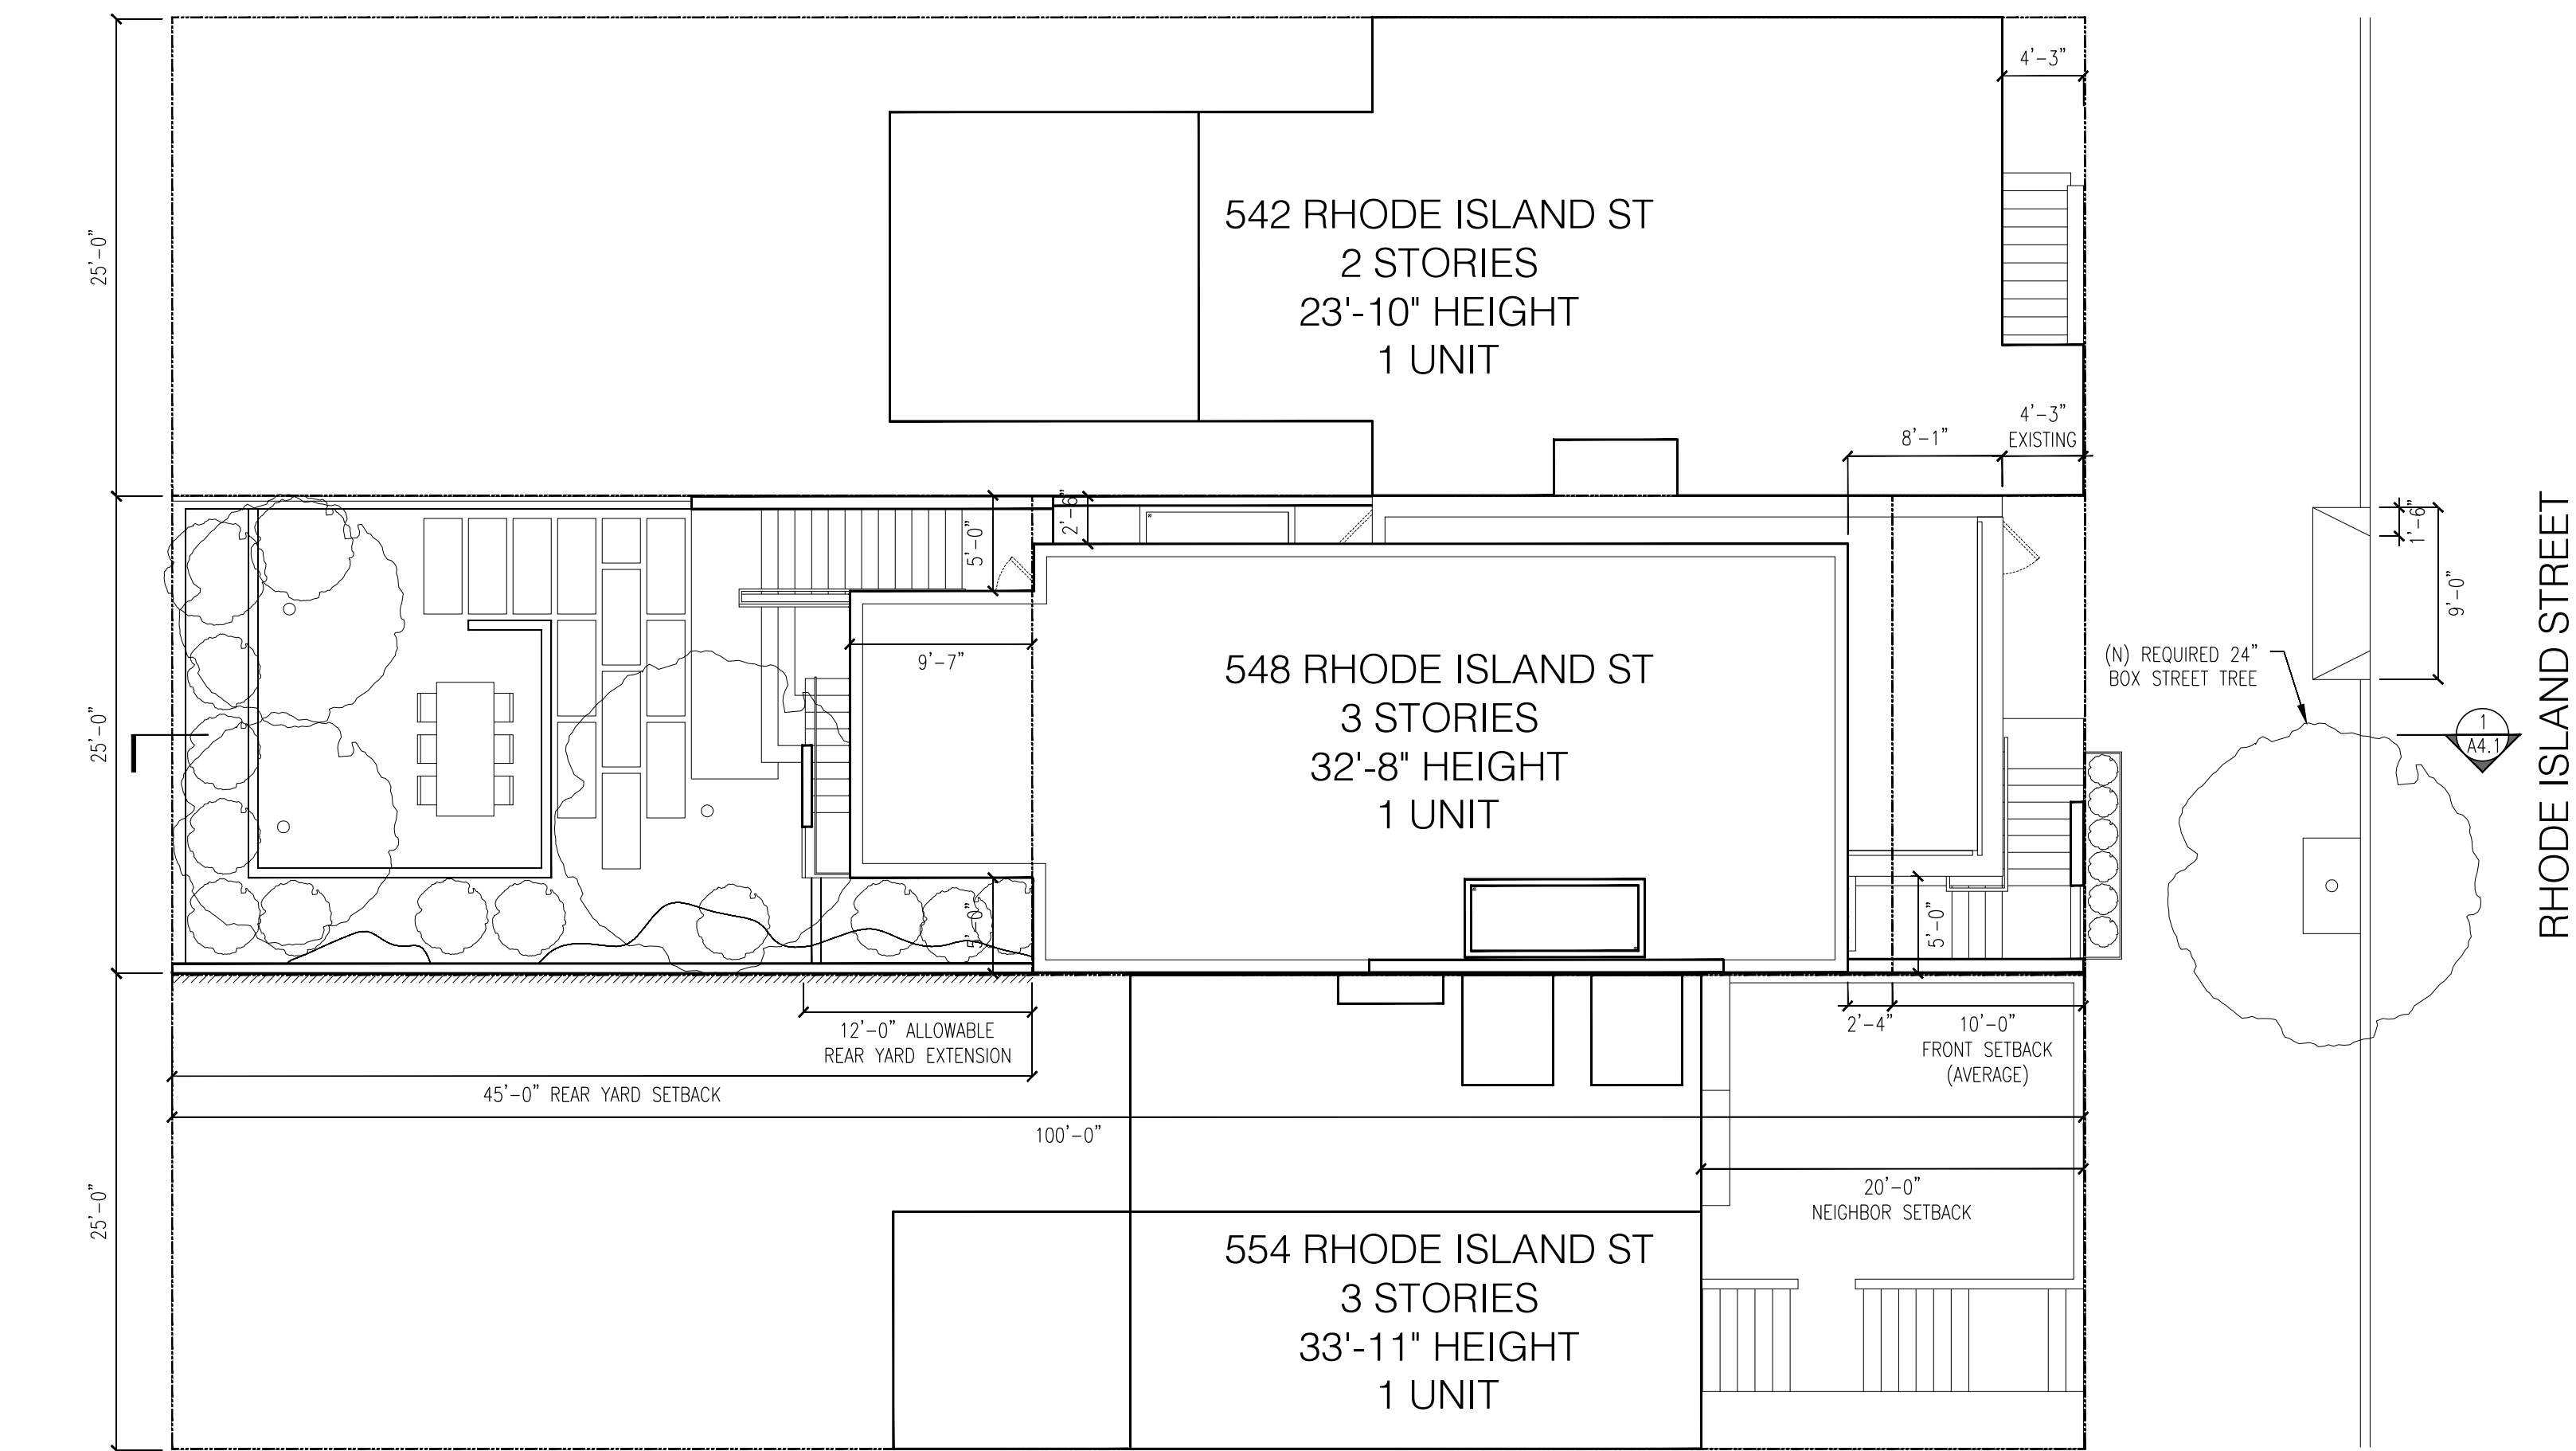 4'-3"
25'-0"
542 RHODE ISLAND ST
2 STORIES
23'-10" HEIGHT
1 UNIT
8'-1"
4'-3"
EXISTING
5'-0"
2'-6"
1'-6"
9'-0"
RHODE ISLAND STREET
9'-7"
25'-0"
548 RHODE ISLAND ST
3 STORIES
32'-8" HEIGHT
1 UNIT
(N) REQUIRED 24"
BOX STREET TREE
1
A4.1
5'-0"
5'-0"
12'-0" ALLOWABLE
REAR YARD EXTENSION
2'-4"
10'-0"
FRONT SETBACK
(AVERAGE)
45'-0" REAR YARD SETBACK
100'-0"
25'-0"
20'-0"
NEIGHBOR SETBACK
554 RHODE ISLAND ST
3 STORIES
33'-11" HEIGHT
1 UNIT